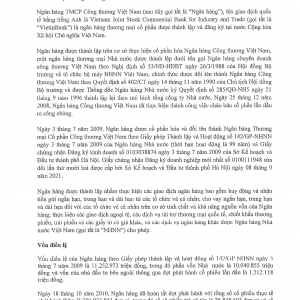 Ngân hàng TMCP Công thương Việt Nam (sau đây gọi tắt là "Ngân hàng"), tên giao dịch quốc
tế bằng tiếng Anh là Vietnam Joint Stock Commercial Bank for Industry and Trade (gọi tắt là
"VietinBank") là ngân hàng thương mại cổ phần được thành lập và đăng ký tại nước Cộng hòa
Xã hội Chủ nghĩa Việt Nam.
Ngân hàng được thành lập trên cơ sở thực hiện cổ phần hóa Ngân hàng Công thương Việt Nam,
một ngân hàng thương mại Nhà nước được thành lập dưới tên gọi Ngân hàng chuyên doanh
công thương Việt Nam theo Nghị định số 53/NĐ-HĐBT ngày 26/3/1988 của Hội đồng Bộ
trưởng về tổ chức bộ máy NHNN Việt Nam, chính thức được đổi tên thành Ngân hàng Công
thương Việt Nam theo Quyết định số 402/CT ngày 14 tháng 11 năm 1990 của Chủ tịch Hội đồng
Bộ trưởng và được Thống đốc Ngân hàng Nhà nước ký Quyết định số 285/QĐ-NH5 ngày 21
tháng 9 năm 1996 thành lập lại theo mô hình tổng công ty Nhà nước. Ngày 25 tháng 12 năm
2008, Ngân hàng Công thương Việt Nam đã thực hiện thành công việc chào bán cổ phần lần đầu
ra công chúng.
Ngày 3 tháng 7 năm 2009, Ngân hàng được cổ phần hóa và đổi tên thành Ngân hàng Thương
mại Cổ phần Công thương Việt Nam theo Giấy phép Thành lập và Hoạt động số 142/GP-NHNN
ngày 3 tháng 7 năm 2009 của Ngân hàng Nhà nước (thời hạn hoạt động là 99 năm) và Giấy
chứng nhận Đăng ký kinh doanh số 0103038874 ngày 3 tháng 7 năm 2009 của Sở Kế hoạch và
Đầu tư thành phố Hà Nội. Giấy chứng nhận Đăng ký doanh nghiệp mới nhất số 0100111948 sửa
đổi lần thứ mười hai được cấp bởi Sở Kế hoạch và Đầu tư thành phố Hà Nội ngày 08 tháng
9 năm 2021.
Ngân hàng được thành lập nhằm thực hiện các giao dịch ngân hàng bao gồm huy động và nhận
tiền gửi ngắn hạn, trung hạn và dài hạn từ các tổ chức và cá nhân, cho vay ngắn hạn, trung hạn
và dài hạn đối với các tổ chức và cá nhân trên cơ sở tính chất và khả năng nguồn vốn của Ngân
hàng; thực hiện các giao dịch ngoại tệ, các dịch vụ tài trợ thương mại quốc tế, chiết khấu thương
phiếu, trái phiếu và các giấy tờ có giá khác, và các dịch vụ ngân hàng khác được Ngân hàng Nhà
nước Việt Nam (gọi tắt là "NHNN") cho phép.
Vốn điều lệ
Vốn điều lệ của Ngân hàng theo Giấy phép thành lập và hoạt động số 142/GP NHNN ngày 3
tháng 7 năm 2009 là 11.252.973 triệu đồng, trong đó phần vốn Nhà nước là 10.040.855 triệu
đồng và vốn của nhà đầu tư bên ngoài thông qua đợt phát hành cổ phiếu lần đầu là 1.212.118
triệu đồng.
Ngày 18 tháng 10 năm 2010, Ngân hàng đã hoàn tất đợt phát hành